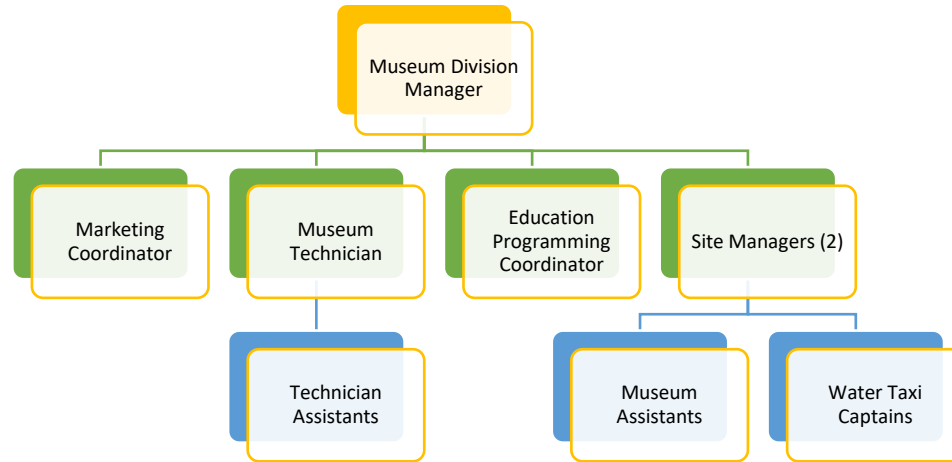 Museum Division
Manager
Marketing
Coordinator
Museum
Technician
Education
Programming
Coordinator
Site Managers (2)
Technician
Assistants
Museum
Assistants
Water Taxi
Captains